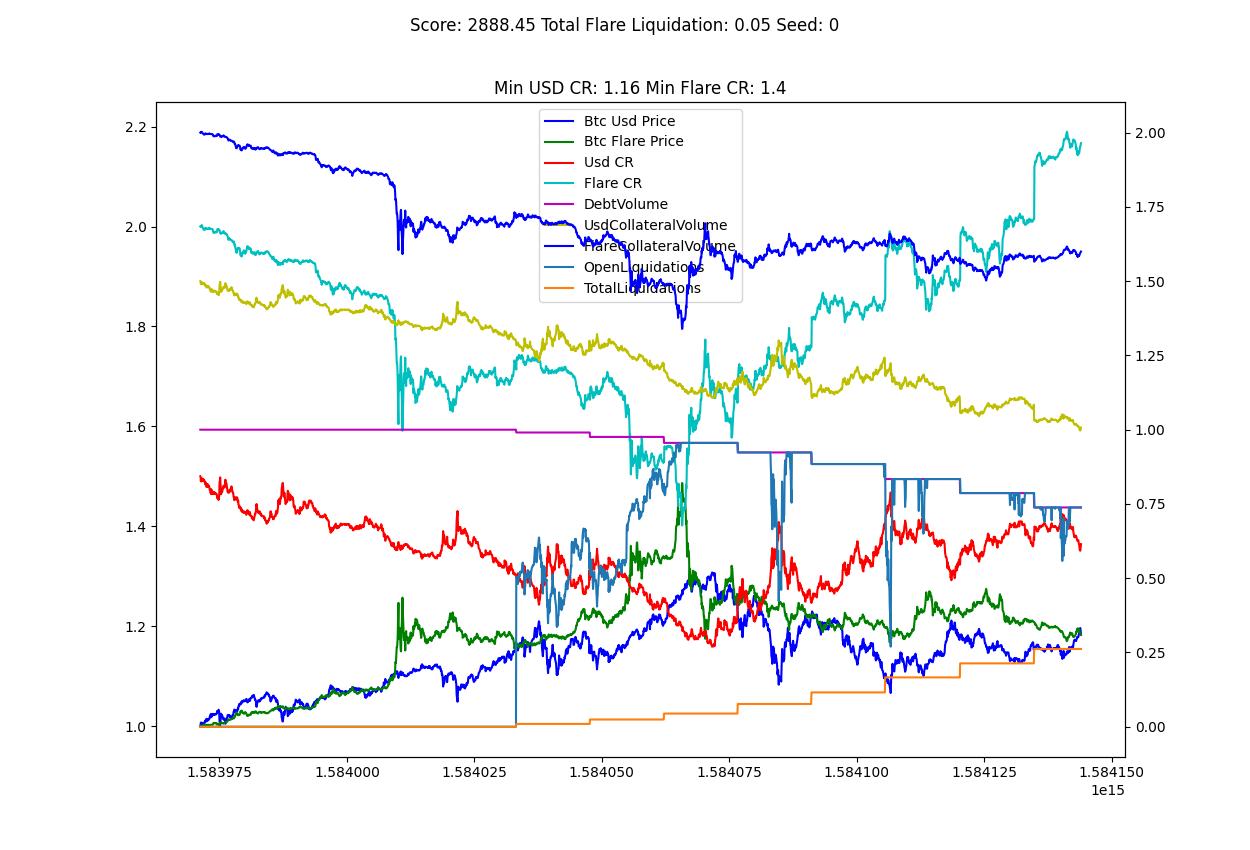 Score: 2888.45 Total Flare Liquidation: 0.05 Seed: 0
Min USD CR: 1.16 Min Flare CR: 1.4
Btc Usd Price
Btc Flare Price
Usd CR
Flare CR
DebtVolume
UsdCollateralVolume
FlareCollateralVolume
OpenLiquidations
TotalLiquidations
2.2
2.0
1.8
1.6
1.4
1.2
1.0
2.00
1.75
1.50
1.25
1.00
0.75
0.50
0.25
0.00
1.583975 1.584000 1.584025 1.584050 1.584075 1.584100 1.584125 1.584150
1e15